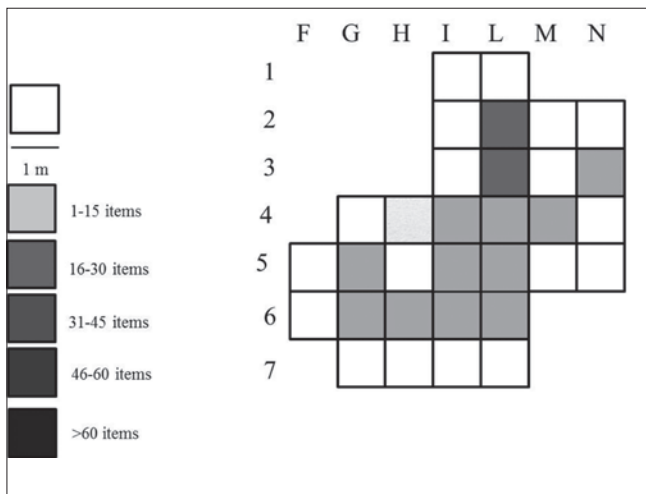 F G H I L M N
1
2
3
4
5
6
7
1 m
1-15 items
16-30 items
31-45 items
46-60 items
>60 items